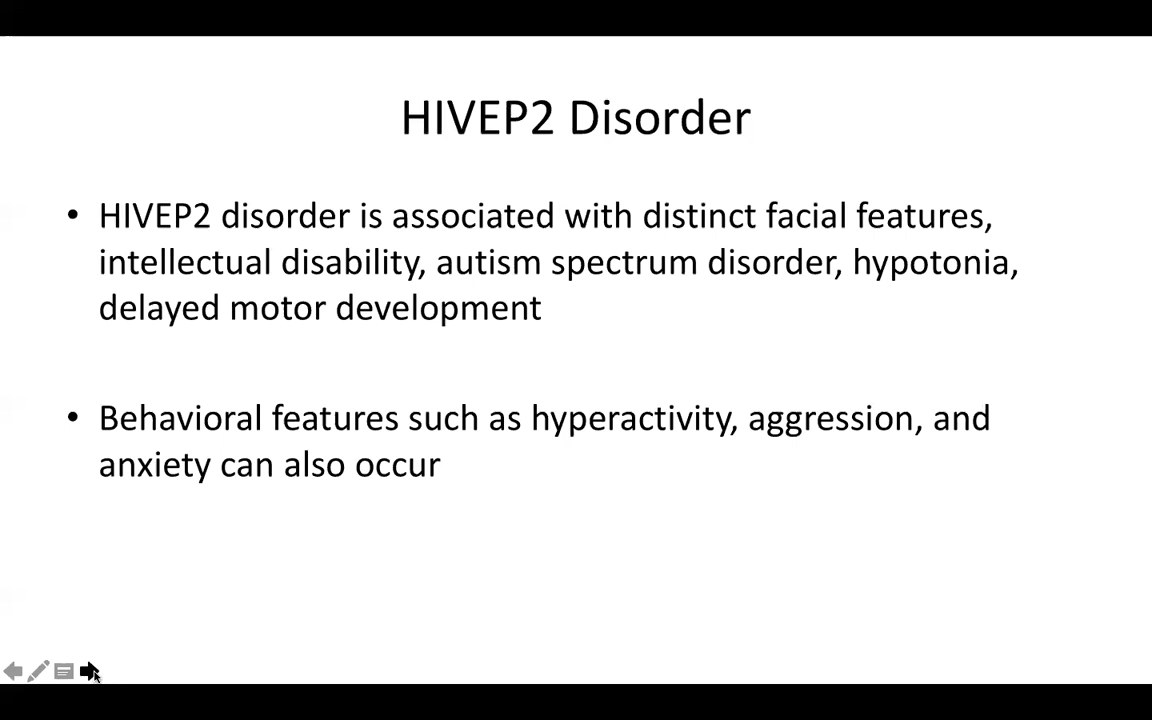 HIVEP2 Disorder
• HIVEP2 disorder is associated with distinct facial features,
intellectual disability, autism spectrum disorder, hypotonia,
delayed motor development
• Behavioral features such as hyperactivity, aggression, and
anxiety can also occur